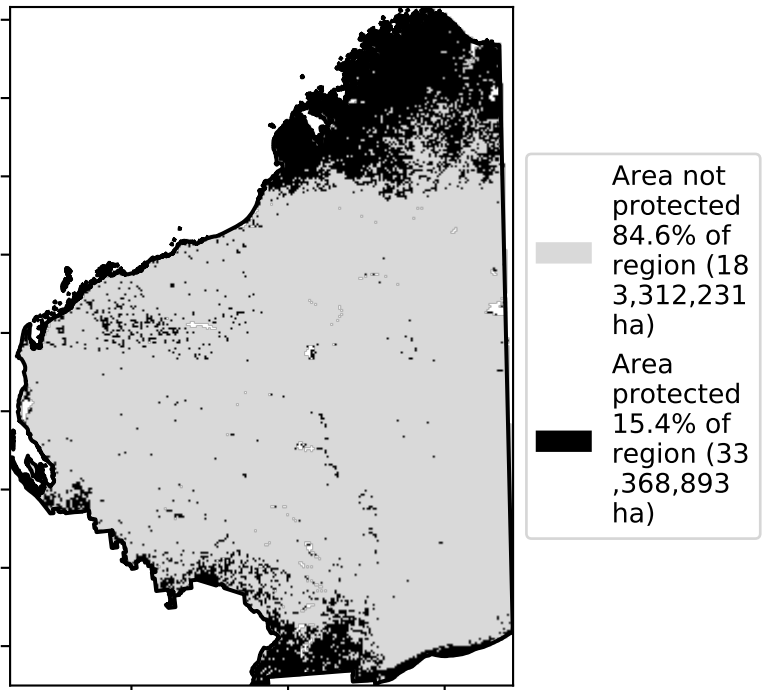 Area not
protected
84.6% of
region (18
3,312,231
ha)
Area
protected
15.4% of
region (33
,368,893
ha)